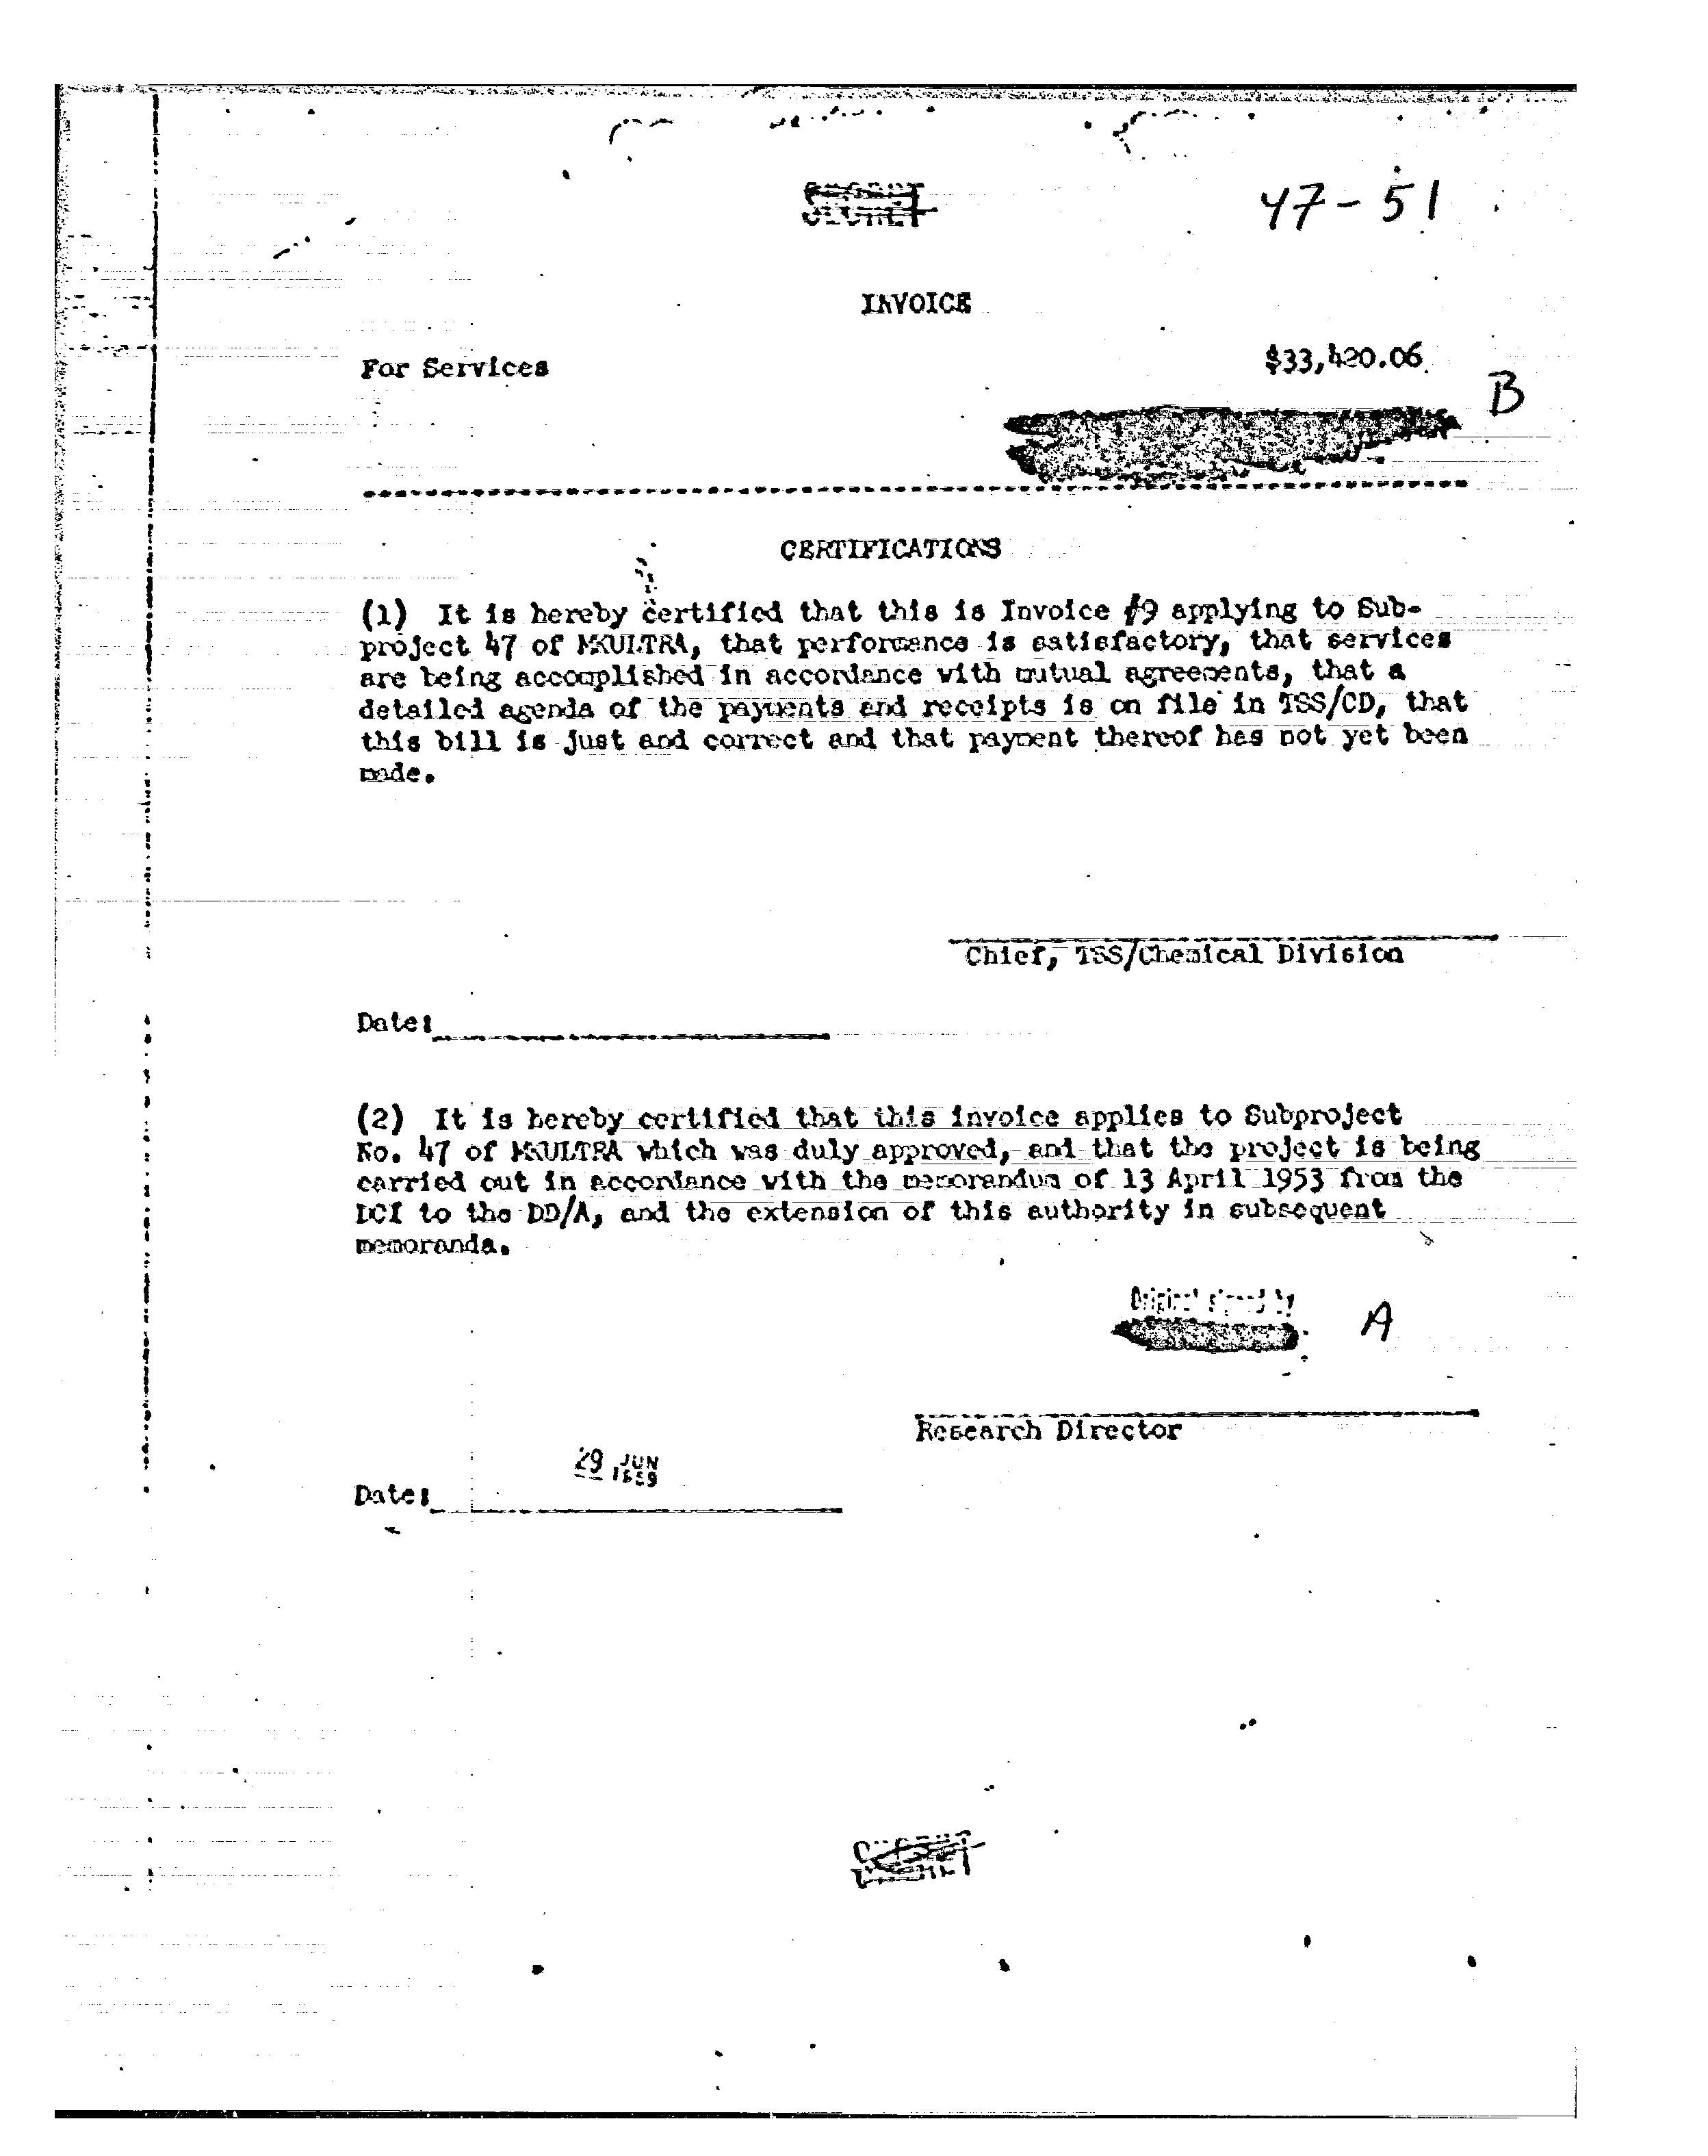 47-51
INVOICE
For Services $33,420.06
B
CERTIFICATIONS
(1) It is hereby certified that this is Invoice #9 applying to Sub-
project 47 of MKULTRA, that performance is satisfactory, that services
are being accomplished in accordance with mutual agreements, that a
detailed agenda of the payments and receipts is on file in TSS/CD, that
this bill is just and correct and that payment thereof has not yet been
made.
Chief, TSS/Chemical Division
Date:
(2) It is hereby certified that this invoice applies to Subproject
No. 47 of MKULTRA which was duly approved, and that the project is being
carried out in accordance with the memorandum of 13 April 1953 from the
DCI to the DD/A, and the extension of this authority in subsequent
memoranda.
Original signed by
A
Research Director
29 JUN 1959
Date: